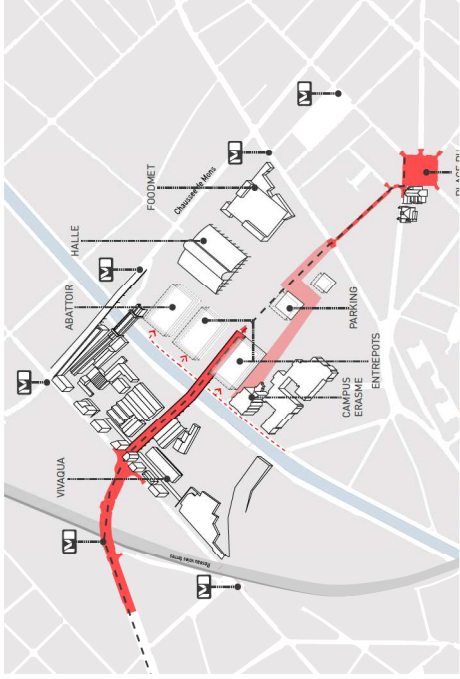 M
VIVAQUA
M
ABATTOIR
M
HALLE
FOODMET
Chaussée de Mons
M
M
M
CAMPUS
ERASME
ENTREPOTS
PARKING
PLACE DU